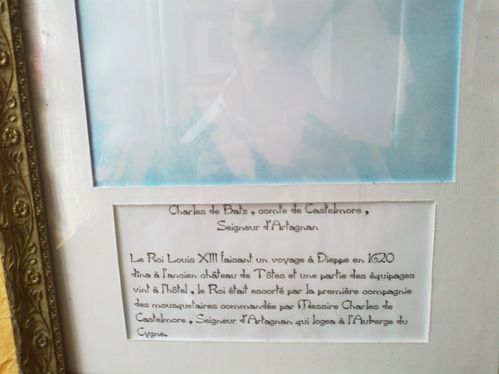 Charles de Batz , comte de Castelmore ,
Seigneur d'Artagnan
Le Roi Louis XIII faisant un voyage à Dieppe en 1620
dîna à l'ancien château de Tôtes et une partie des équipages
vint à l'hôtel , le Roi était escorté par la première compagnie
des mousquetaires commandée par Messire Charles de
Castelmore , Seigneur d'Artagnan qui logea à l'Auberge du
Cygne.